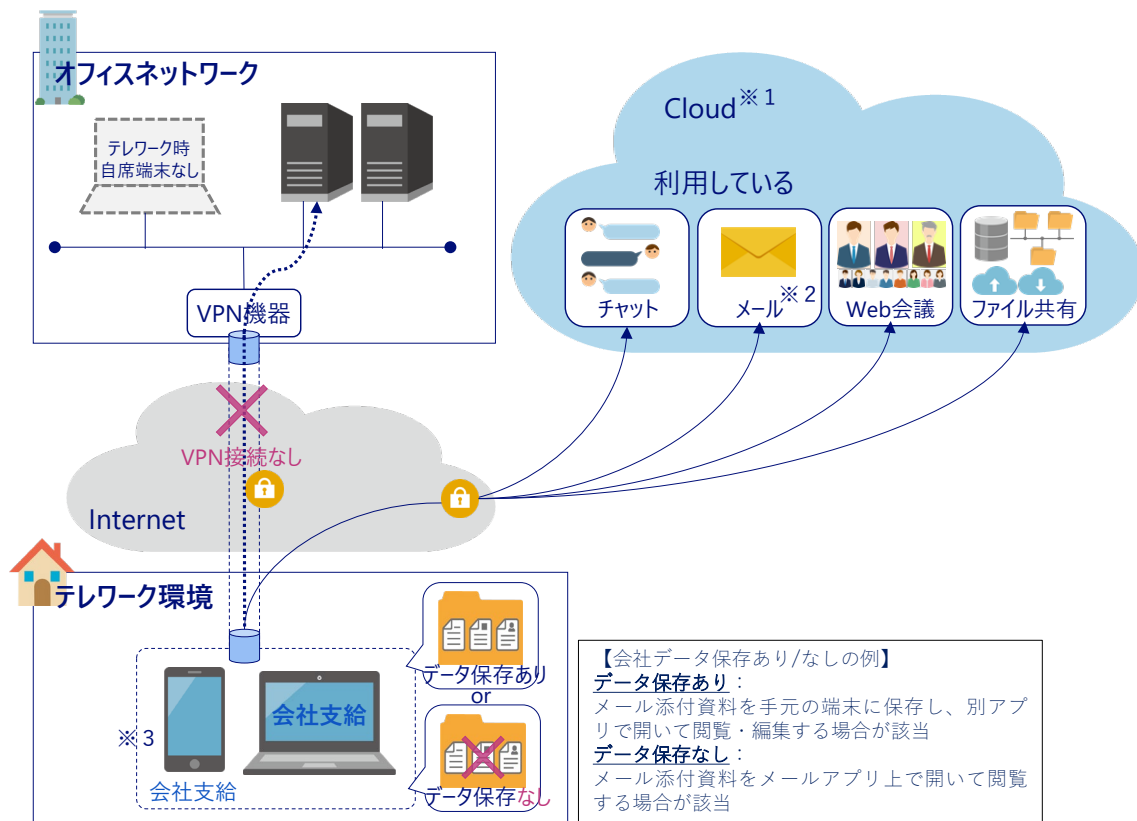 オフィスネットワーク
テレワーク時
自席端末なし
VPN機器
Cloud※1
利用している
チャット
メール※2
Web会議
ファイル共有
VPN接続なし
Internet
テレワーク環境
データ保存あり
or
データ保存なし
※3
会社支給
会社支給
【会社データ保存あり/なしの例】
データ保存あり：
メール添付資料を手元の端末に保存し、別アプ
リで開いて閲覧・編集する場合が該当
データ保存なし：
メール添付資料をメールアプリ上で開いて閲覧
する場合が該当